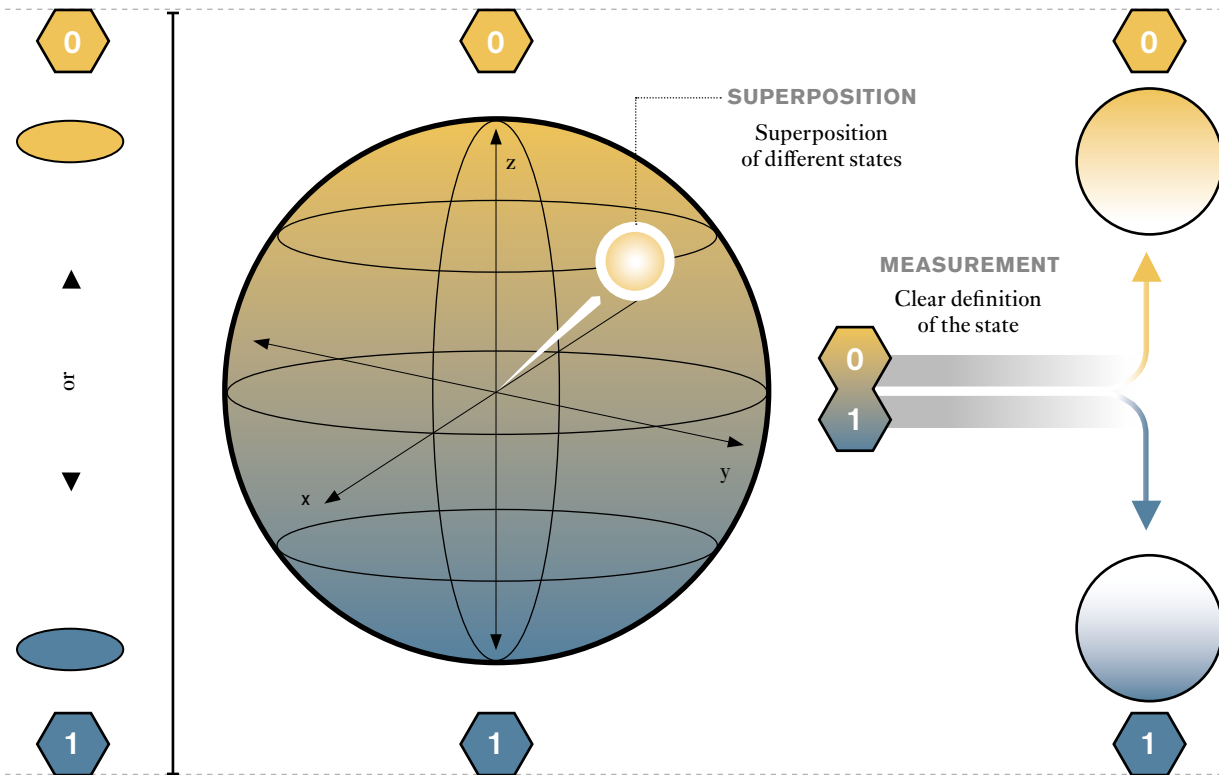 0
or
1
0
z
x
y
1
SUPERPOSITION
Superposition
of different states
MEASUREMENT
Clear definition
of the state
0
1
0
1